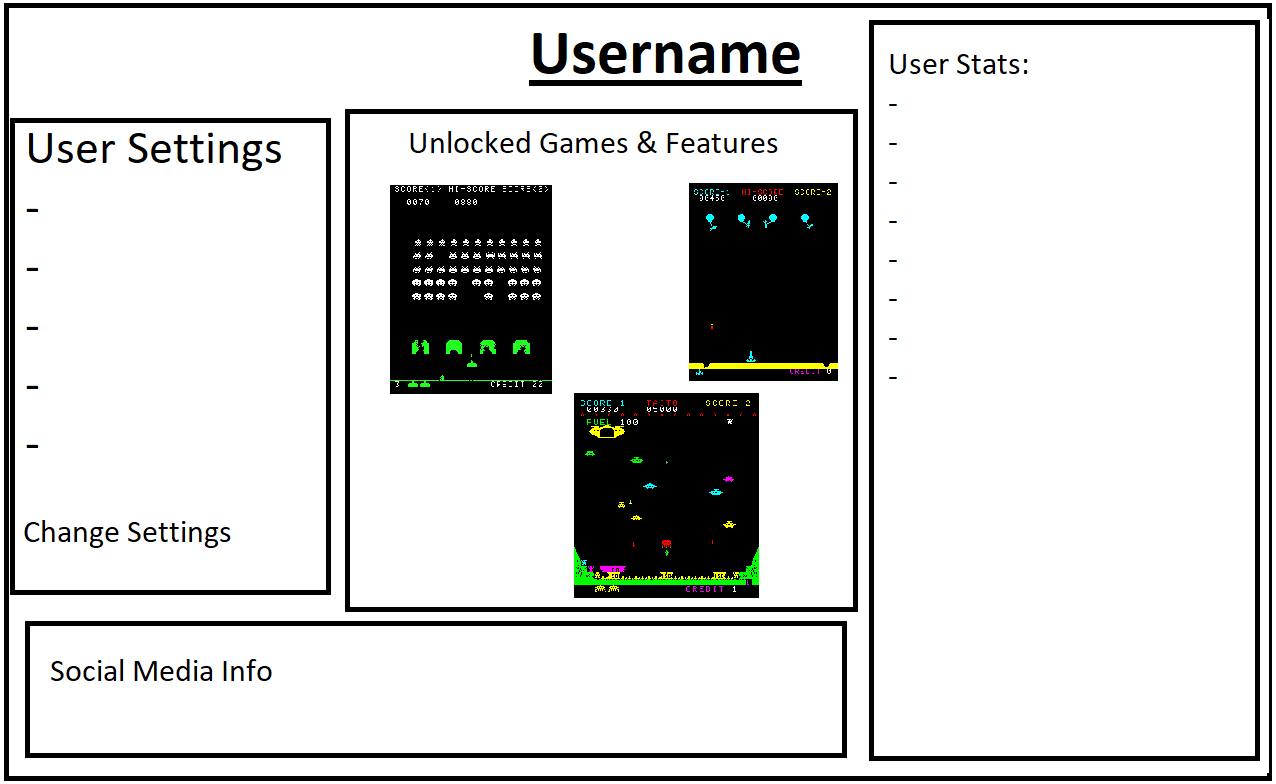 Username
User Settings
-
-
-
-
-
Change Settings
Unlocked Games & Features
SCORE<1> HI-SCORE SCORE<2>
0070 0880
3 CREDIT 22
SCORE-1 HI-SCORE SCORE-2
CREDIT 0
SCORE 1 TAITO SCORE 2
00330 05000
FUEL 100
CREDIT 1
User Stats:
-
-
-
-
-
-
-
-
Social Media Info